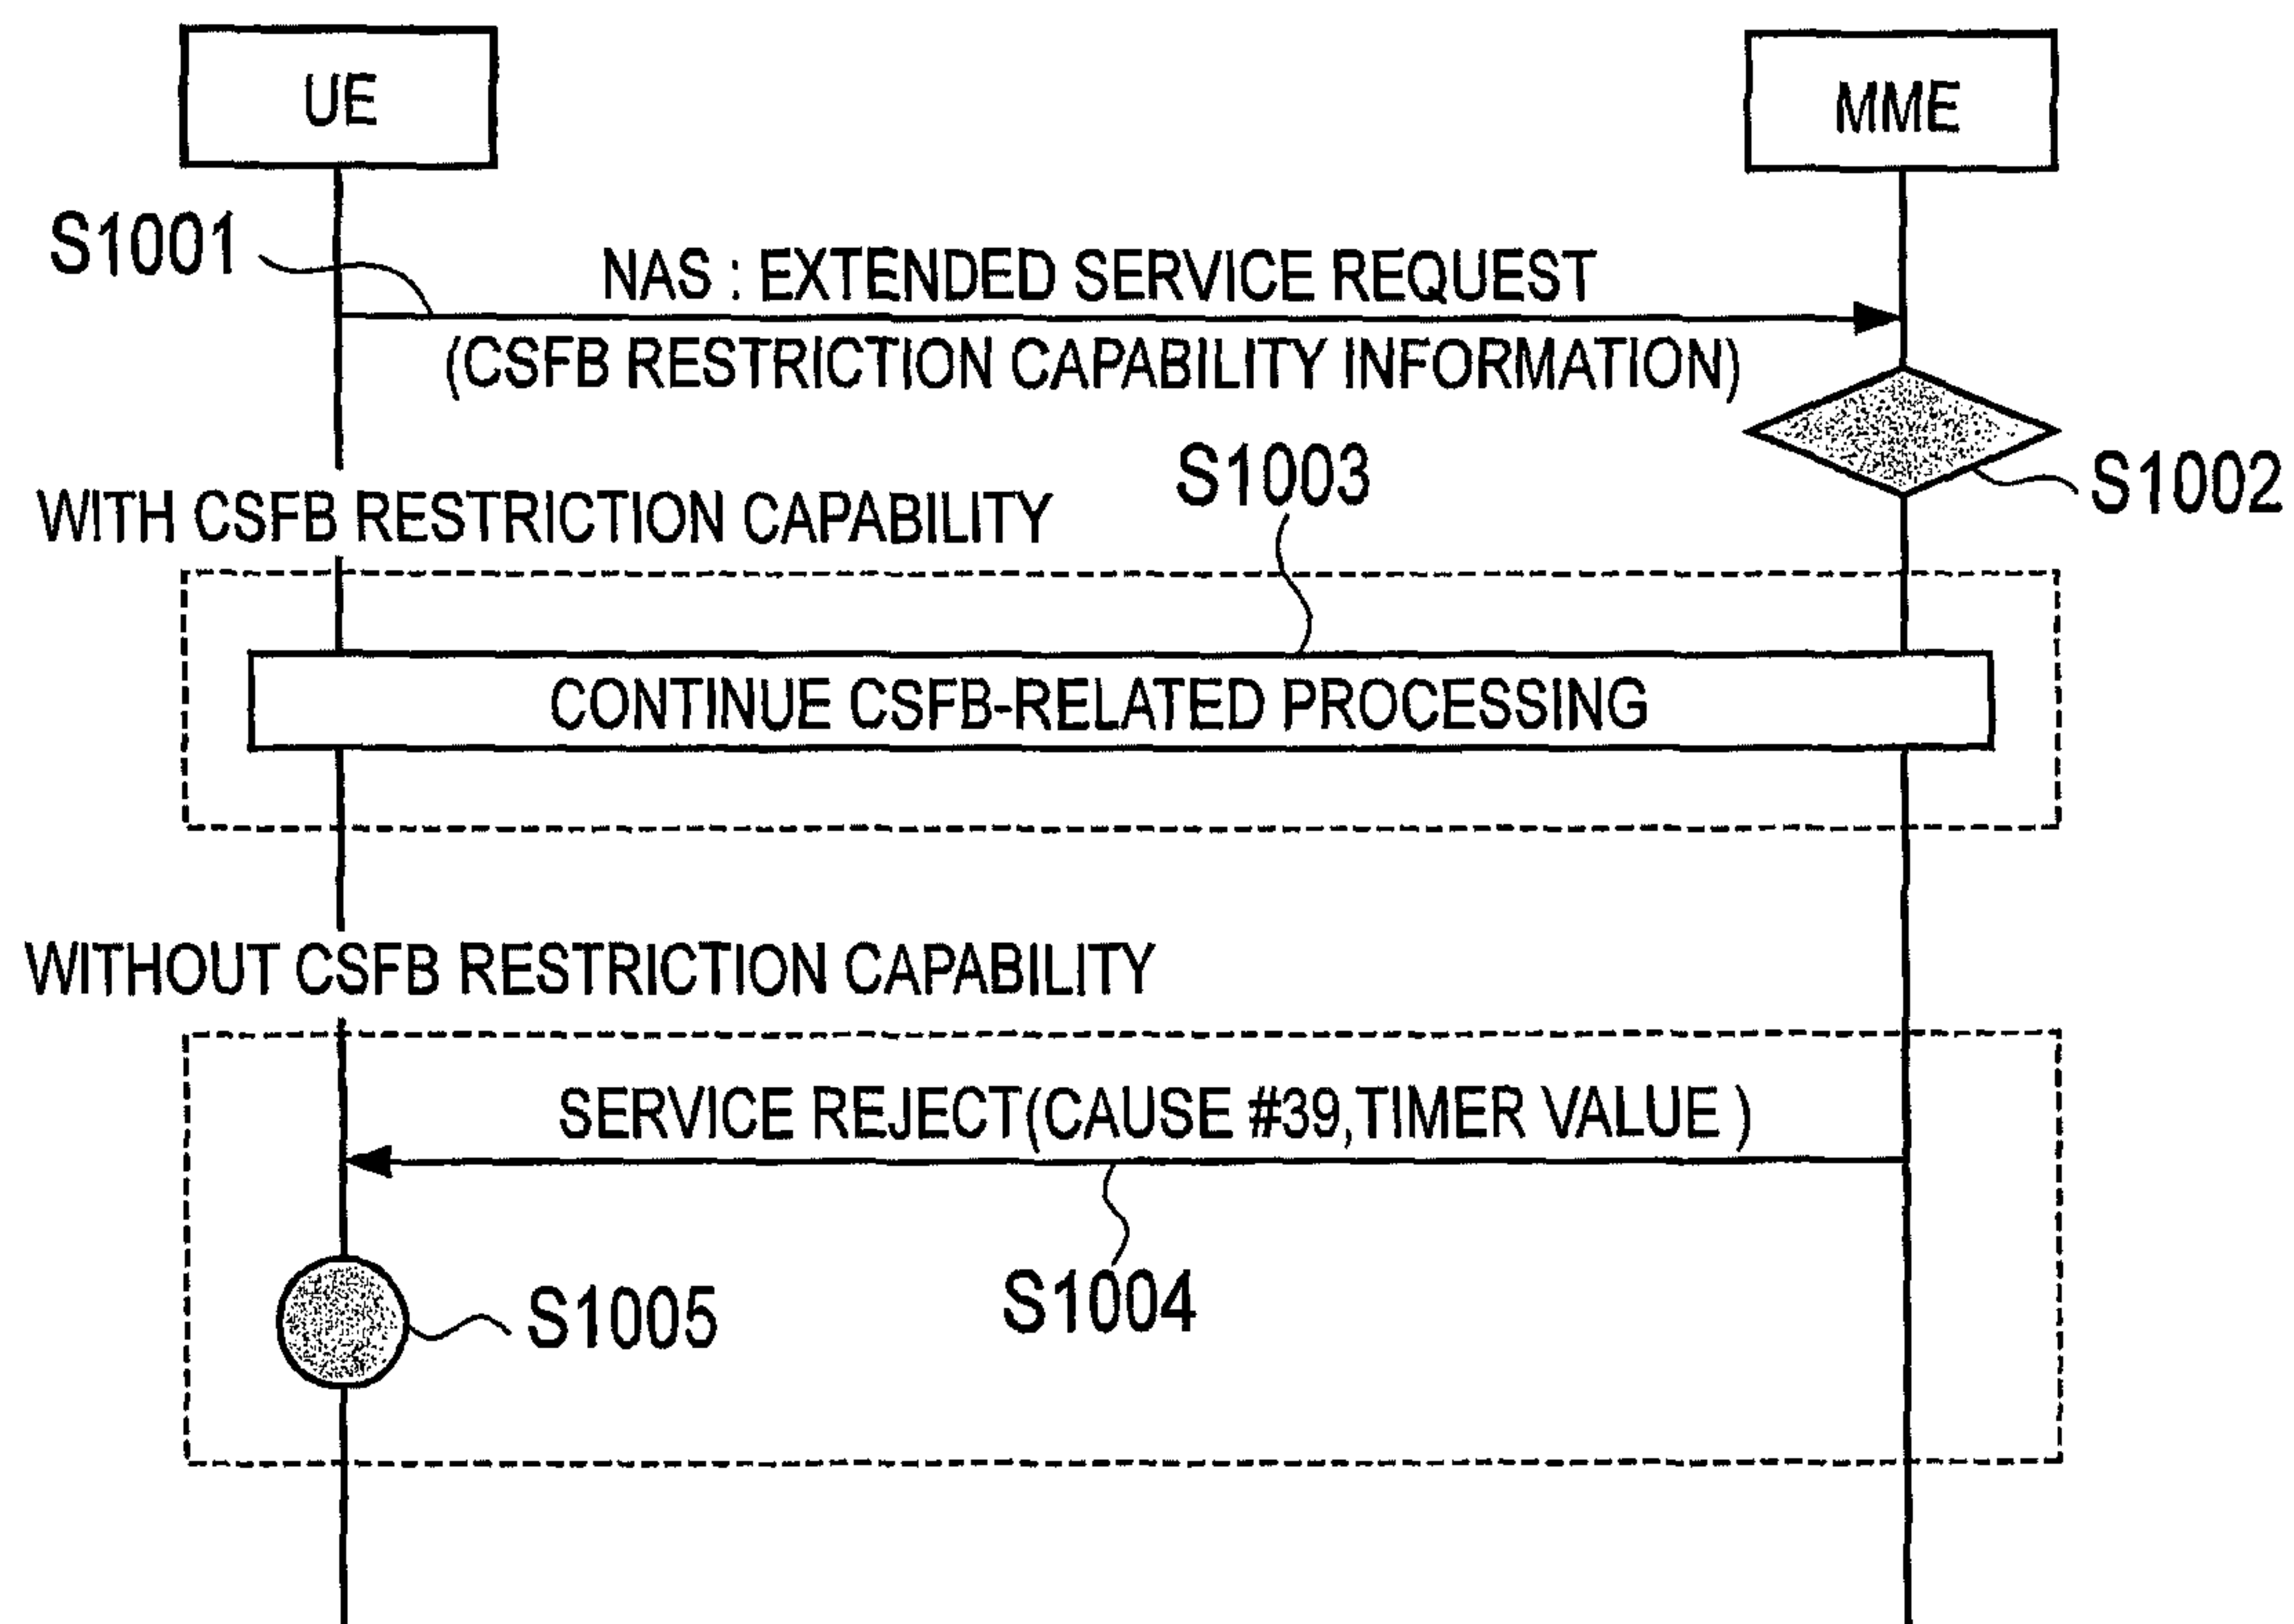 UE
MME
S1001
NAS : EXTENDED SERVICE REQUEST
(CSFB RESTRICTION CAPABILITY INFORMATION)
S1002
S1003
WITH CSFB RESTRICTION CAPABILITY
CONTINUE CSFB-RELATED PROCESSING
WITHOUT CSFB RESTRICTION CAPABILITY
SERVICE REJECT(CAUSE #39,TIMER VALUE )
S1004
S1005